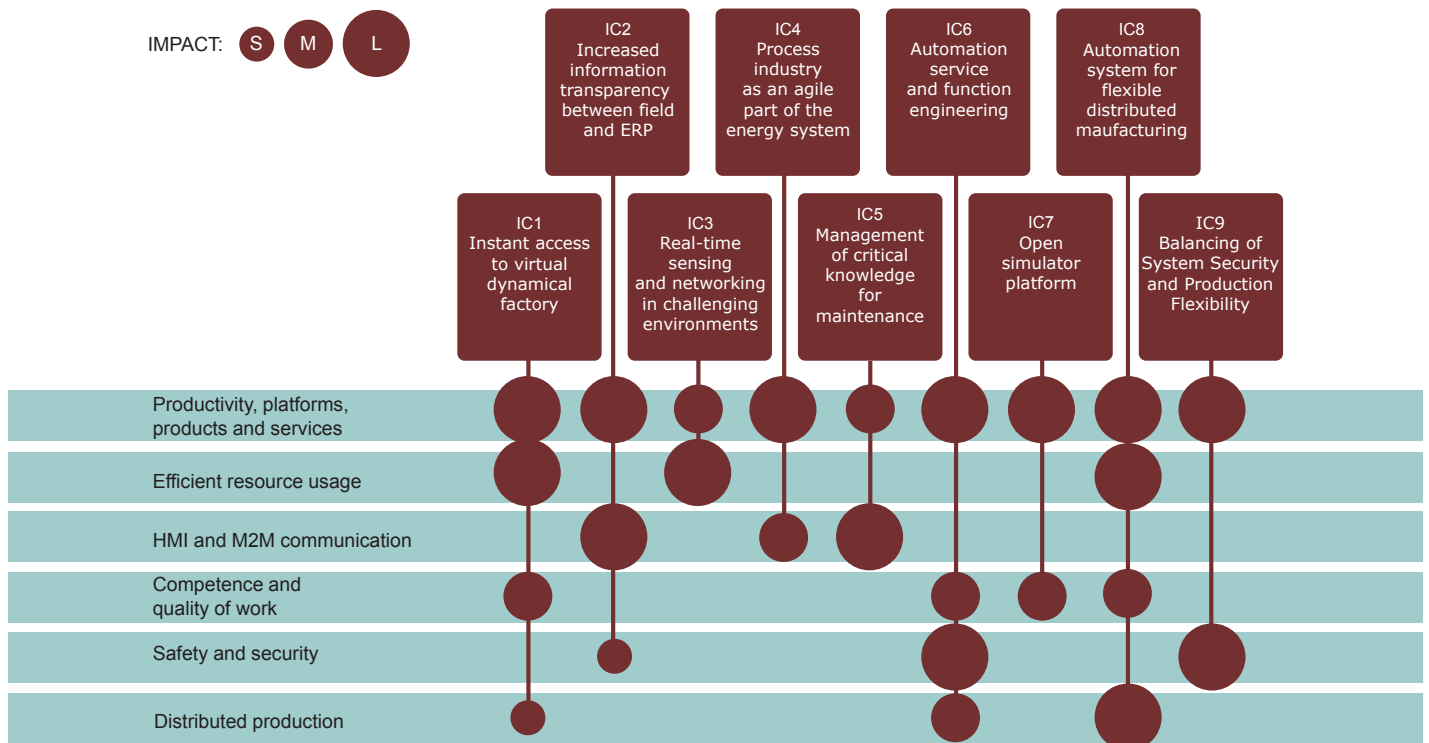 IMPACT: S M L
IC2
Increased
information
transparency
between field
and ERP
IC4
Process
industry
as an agile
part of the
energy system
IC6
Automation
service
and function
engineering
IC8
Automation
system for
flexible
distributed
maufacturing
IC1
Instant access
to virtual
dynamical
factory
IC3
Real-time
sensing
and networking
in challenging
environments
IC5
Management
of critical
knowledge
for
maintenance
IC7
Open
simulator
platform
IC9
Balancing of
System Security
and Production
Flexibility
Productivity, platforms,
products and services
Efficient resource usage
HMI and M2M communication
Competence and
quality of work
Safety and security
Distributed production